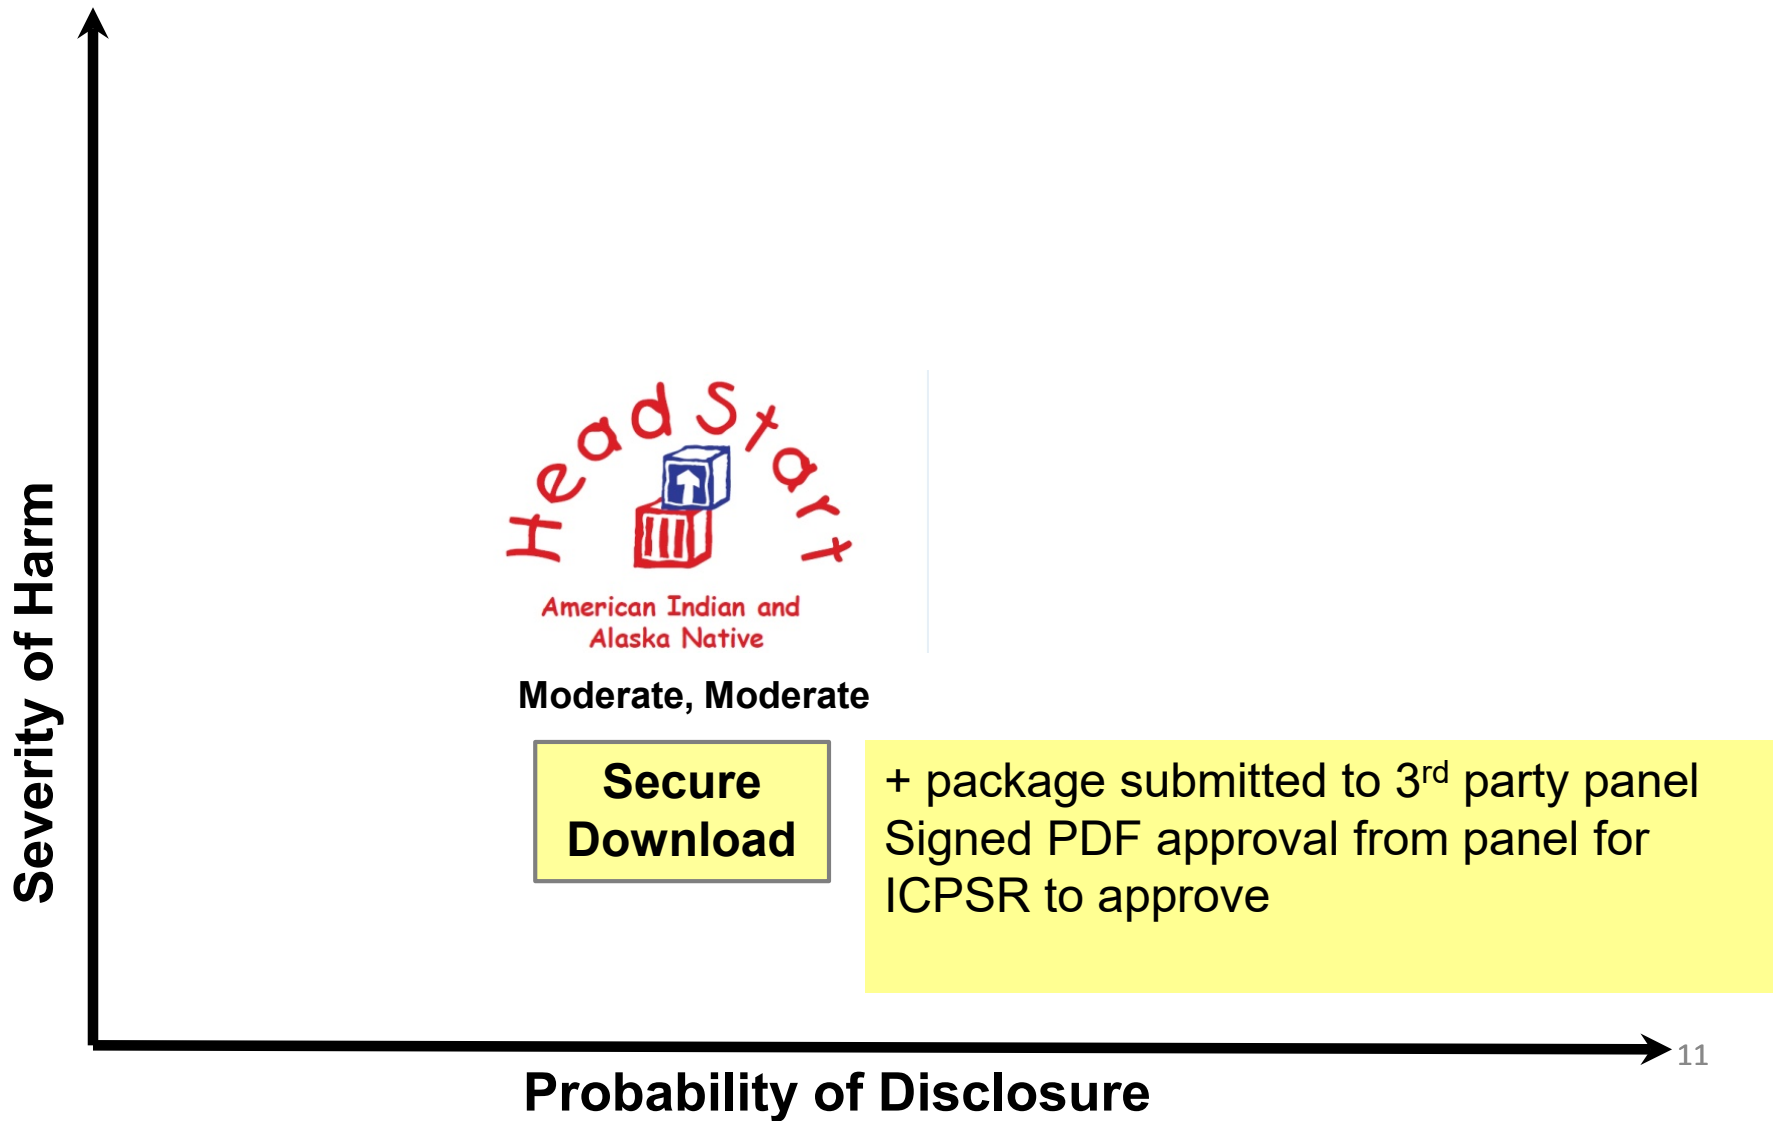 Severity of Harm
Head Start
American Indian and
Alaska Native
Moderate, Moderate
Secure
Download
+ package submitted to 3rd party panel
Signed PDF approval from panel for
ICPSR to approve
Probability of Disclosure
11